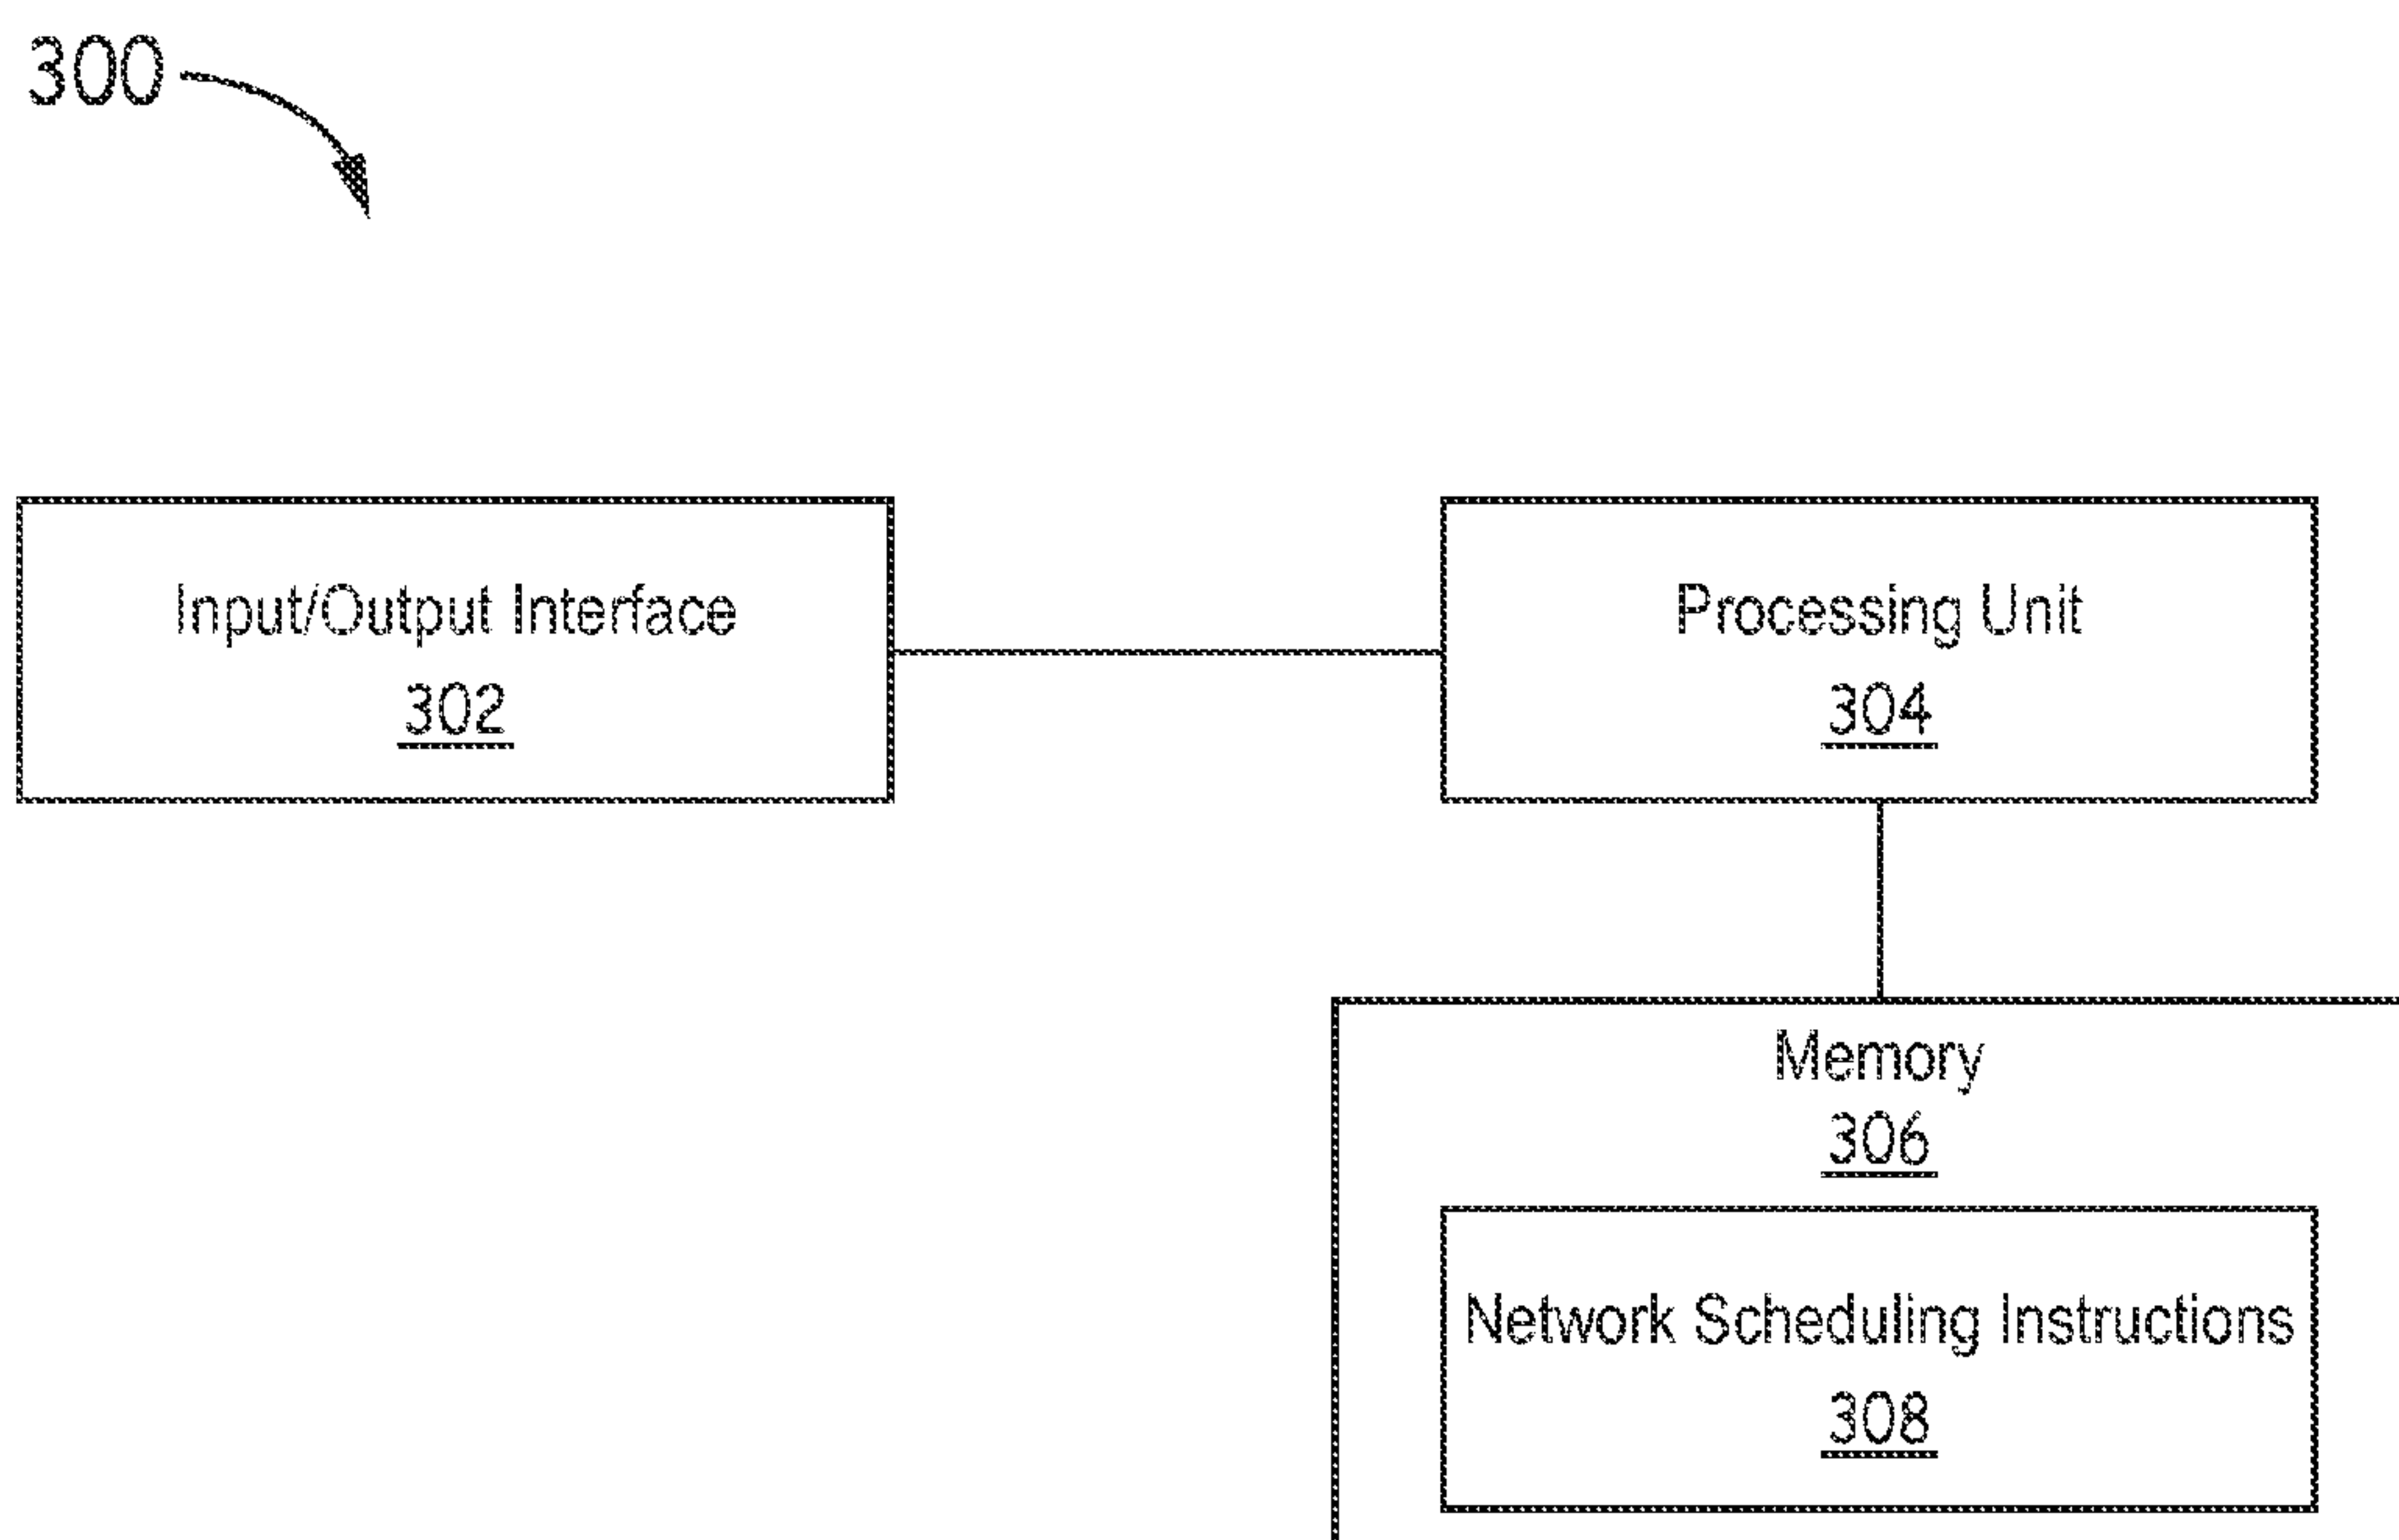 300
Input/Output Interface
302
Processing Unit
304
Memory
306
Network Scheduling Instructions
308